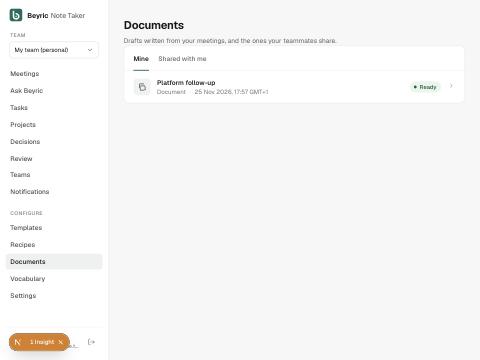 Beyric Note Taker
TEAM
My team (personal)
Meetings
Ask Beyric
Tasks
Projects
Decisions
Review
Teams
Notifications
CONFIGURE
Templates
Recipes
Documents
Vocabulary
Settings
1 Insight
Documents
Drafts written from your meetings, and the ones your teammates share.
Mine Shared with me
Platform follow-up
Document 25 Nov 2026, 17:57 GMT+1
Ready